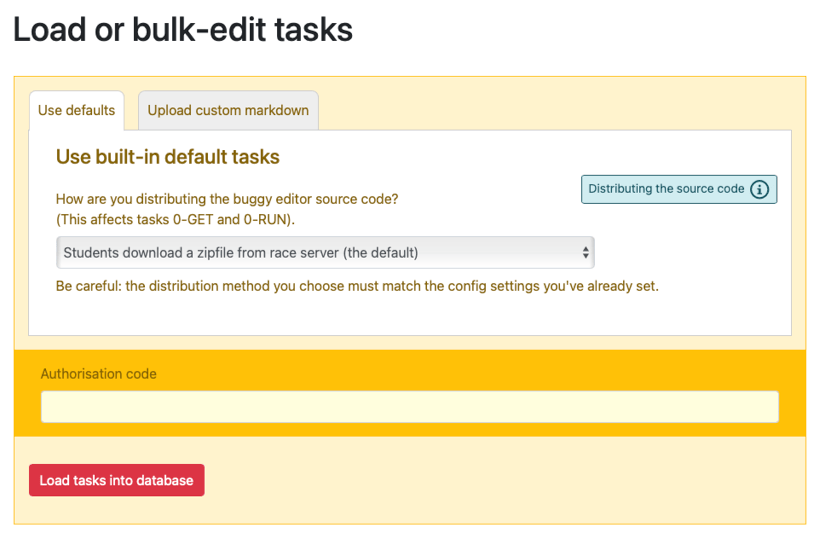 Load or bulk-edit tasks
Use defaults
Upload custom markdown
Use built-in default tasks
Distributing the source code
How are you distributing the buggy editor source code?
(This affects tasks 0-GET and 0-RUN).
Students download a zipfile from race server (the default)
Be careful: the distribution method you choose must match the config settings you've already set.
Authorisation code
Load tasks into database